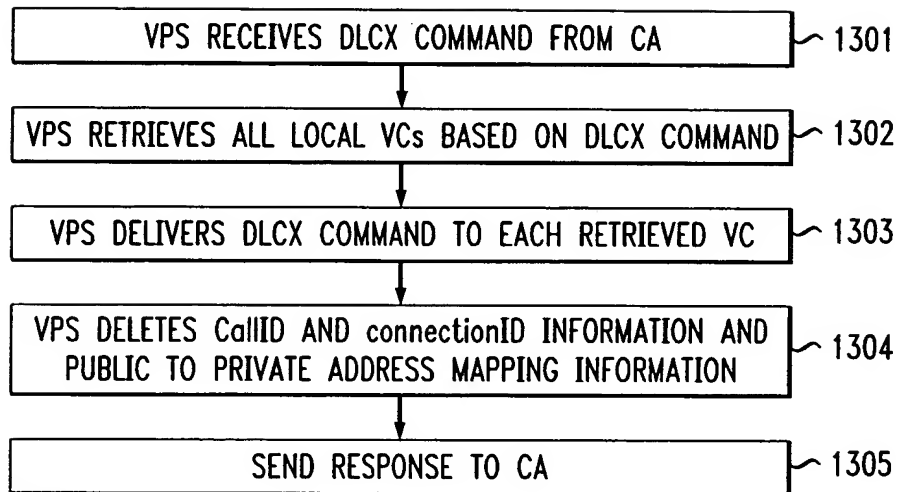 VPS RECEIVES DLCX COMMAND FROM CA
1301
VPS RETRIEVES ALL LOCAL VCs BASED ON DLCX COMMAND
1302
VPS DELIVERS DLCX COMMAND TO EACH RETRIEVED VC
1303
VPS DELETES CallID AND connectionID INFORMATION AND
PUBLIC TO PRIVATE ADDRESS MAPPING INFORMATION
1304
SEND RESPONSE TO CA
1305